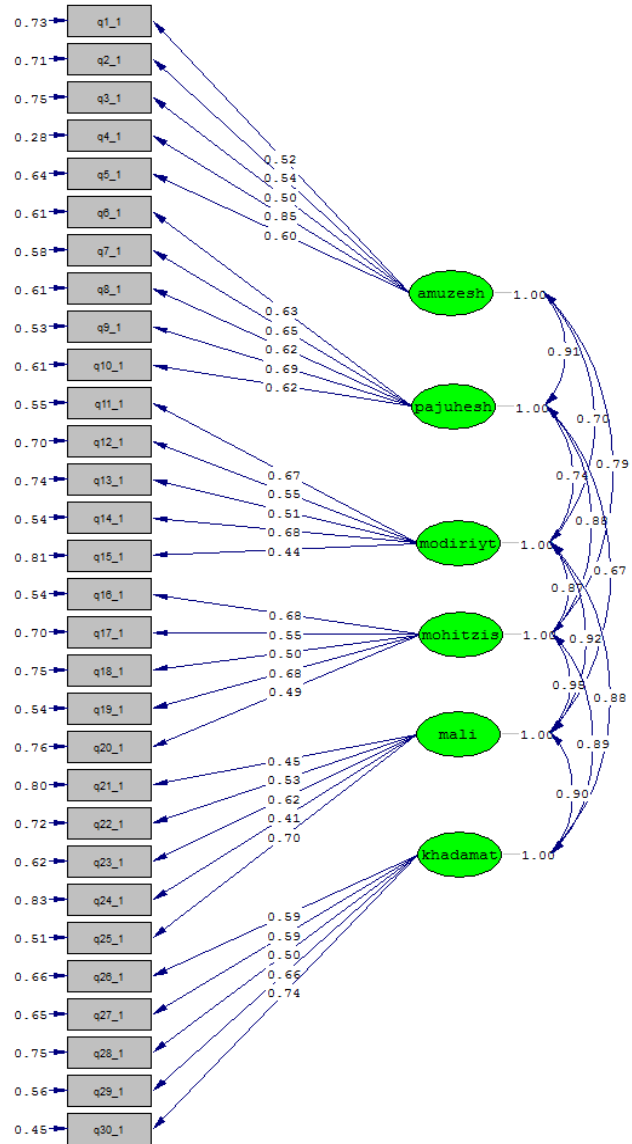 0.73 q1_1
0.71 q2_1
0.75 q3_1
0.28 q4_1
0.64 q5_1
0.61 q6_1
0.58 q7_1
0.61 q8_1
0.53 q9_1
0.61 q10_1
0.55 q11_1
0.70 q12_1
0.74 q13_1
0.54 q14_1
0.81 q15_1
0.54 q16_1
0.70 q17_1
0.75 q18_1
0.54 q19_1
0.76 q20_1
0.80 q21_1
0.72 q22_1
0.62 q23_1
0.83 q24_1
0.51 q25_1
0.66 q26_1
0.65 q27_1
0.75 q28_1
0.56 q29_1
0.45 q30_1
0.52
0.54
0.50
0.85
0.60
0.63
0.65
0.62
0.69
0.62
0.67
0.55
0.51
0.68
0.44
0.68
0.55
0.50
0.68
0.49
0.45
0.53
0.62
0.41
0.70
0.59
0.59
0.50
0.66
0.74
amuzesh 1.00
pajuhesh 1.00
modiriyt 1.00
mohitzis 1.00
mali 1.00
khadamat 1.00
0.91
0.70
0.79
0.74
0.88
0.67
0.87
0.92
0.88
0.89
0.90